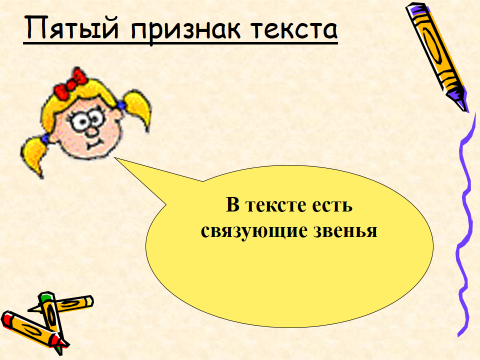 Пятый признак текста
В тексте есть
связующие звенья